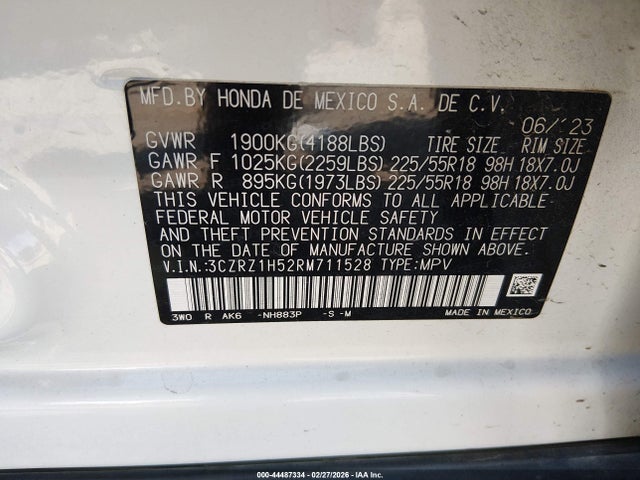 MFD.BY HONDA DE MEXICO S.A. DE C.V.
06/'23
GVWR 1900KG(4188LBS) TIRE SIZE RIM SIZE
GAWR F 1025KG(2259LBS) 225/55R18 98H 18X7.0J
GAWR R 895KG(1973LBS) 225/55R18 98H 18X7.0J
THIS VEHICLE CONFORMS TO ALL APPLICABLE
FEDERAL MOTOR VEHICLE SAFETY
AND THEFT PREVENTION STANDARDS IN EFFECT
ON THE DATE OF MANUFACTURE SHOWN ABOVE.
V.I.N.:3CZRZ1H52RM711528 TYPE:MPV
3W0 R AK6 -NH883P -S -M MADE IN MEXICO
000-44487334 - 02/27/2026 - IAA Inc.